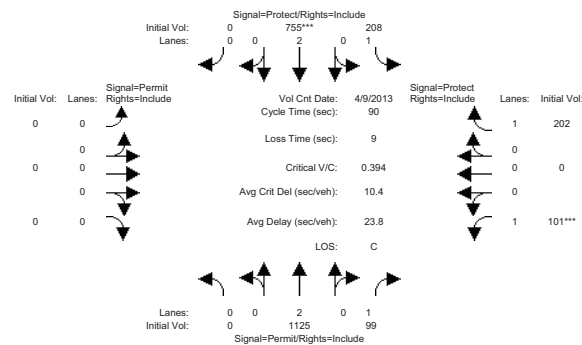 Signal=Protect/Rights=Include
Initial Vol: 0 755*** 208
Lanes: 0 0 2 0 1
Signal=Permit
Initial Vol: Lanes: Rights=Include
Vol Cnt Date: 4/9/2013
Signal=Protect
Rights=Include Lanes: Initial Vol:
Cycle Time (sec): 90
0 0 1 202
Loss Time (sec): 9
0 0
0 0 Critical V/C: 0.394 0 0
0 Avg Crit Del (sec/veh): 10.4 0
0 0 Avg Delay (sec/veh): 23.8 1 101***
LOS: C
Lanes: 0 0 2 0 1
Initial Vol: 0 1125 99
Signal=Permit/Rights=Include